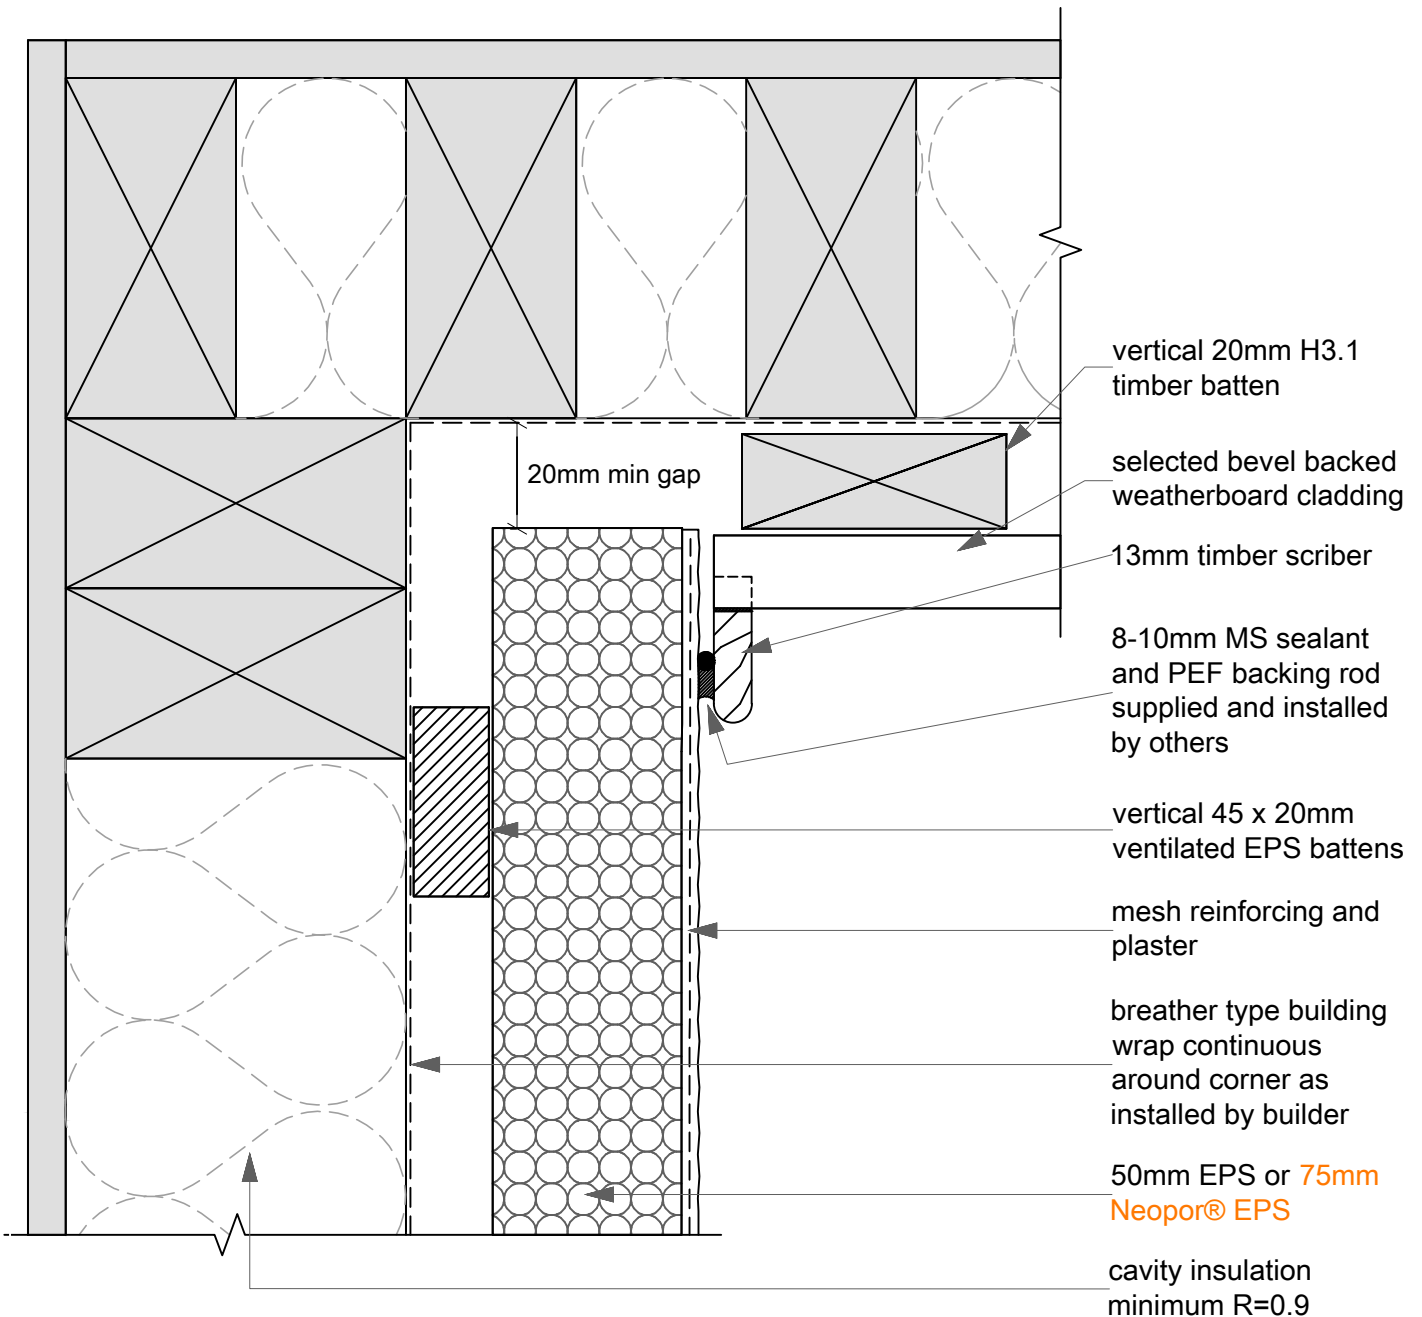 vertical 20mm H3.1
timber batten
20mm min gap
selected bevel backed
weatherboard cladding
13mm timber scriber
8-10mm MS sealant
and PEF backing rod
supplied and installed
by others
vertical 45 x 20mm
ventilated EPS battens
mesh reinforcing and
plaster
breather type building
wrap continuous
around corner as
installed by builder
50mm EPS or 75mm
Neopor® EPS
cavity insulation
minimum R=0.9